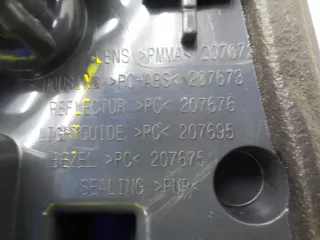 LENS >PMMA< 207672
HOUSING >PC+ABS< 207673
REFLECTOR >PC< 207676
LIGHTGUIDE >PC< 207695
BEZEL >PC< 207675
SEALING >PUR<